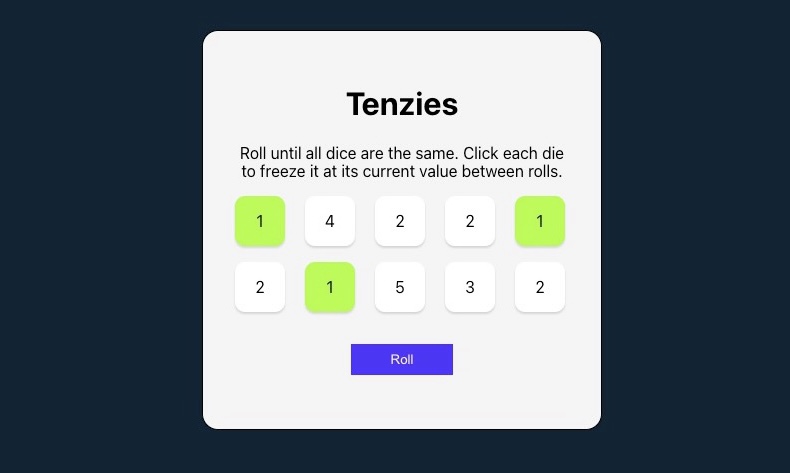 Tenzies
Roll until all dice are the same. Click each die
to freeze it at its current value between rolls.
1 4 2 2 1
2 1 5 3 2
Roll